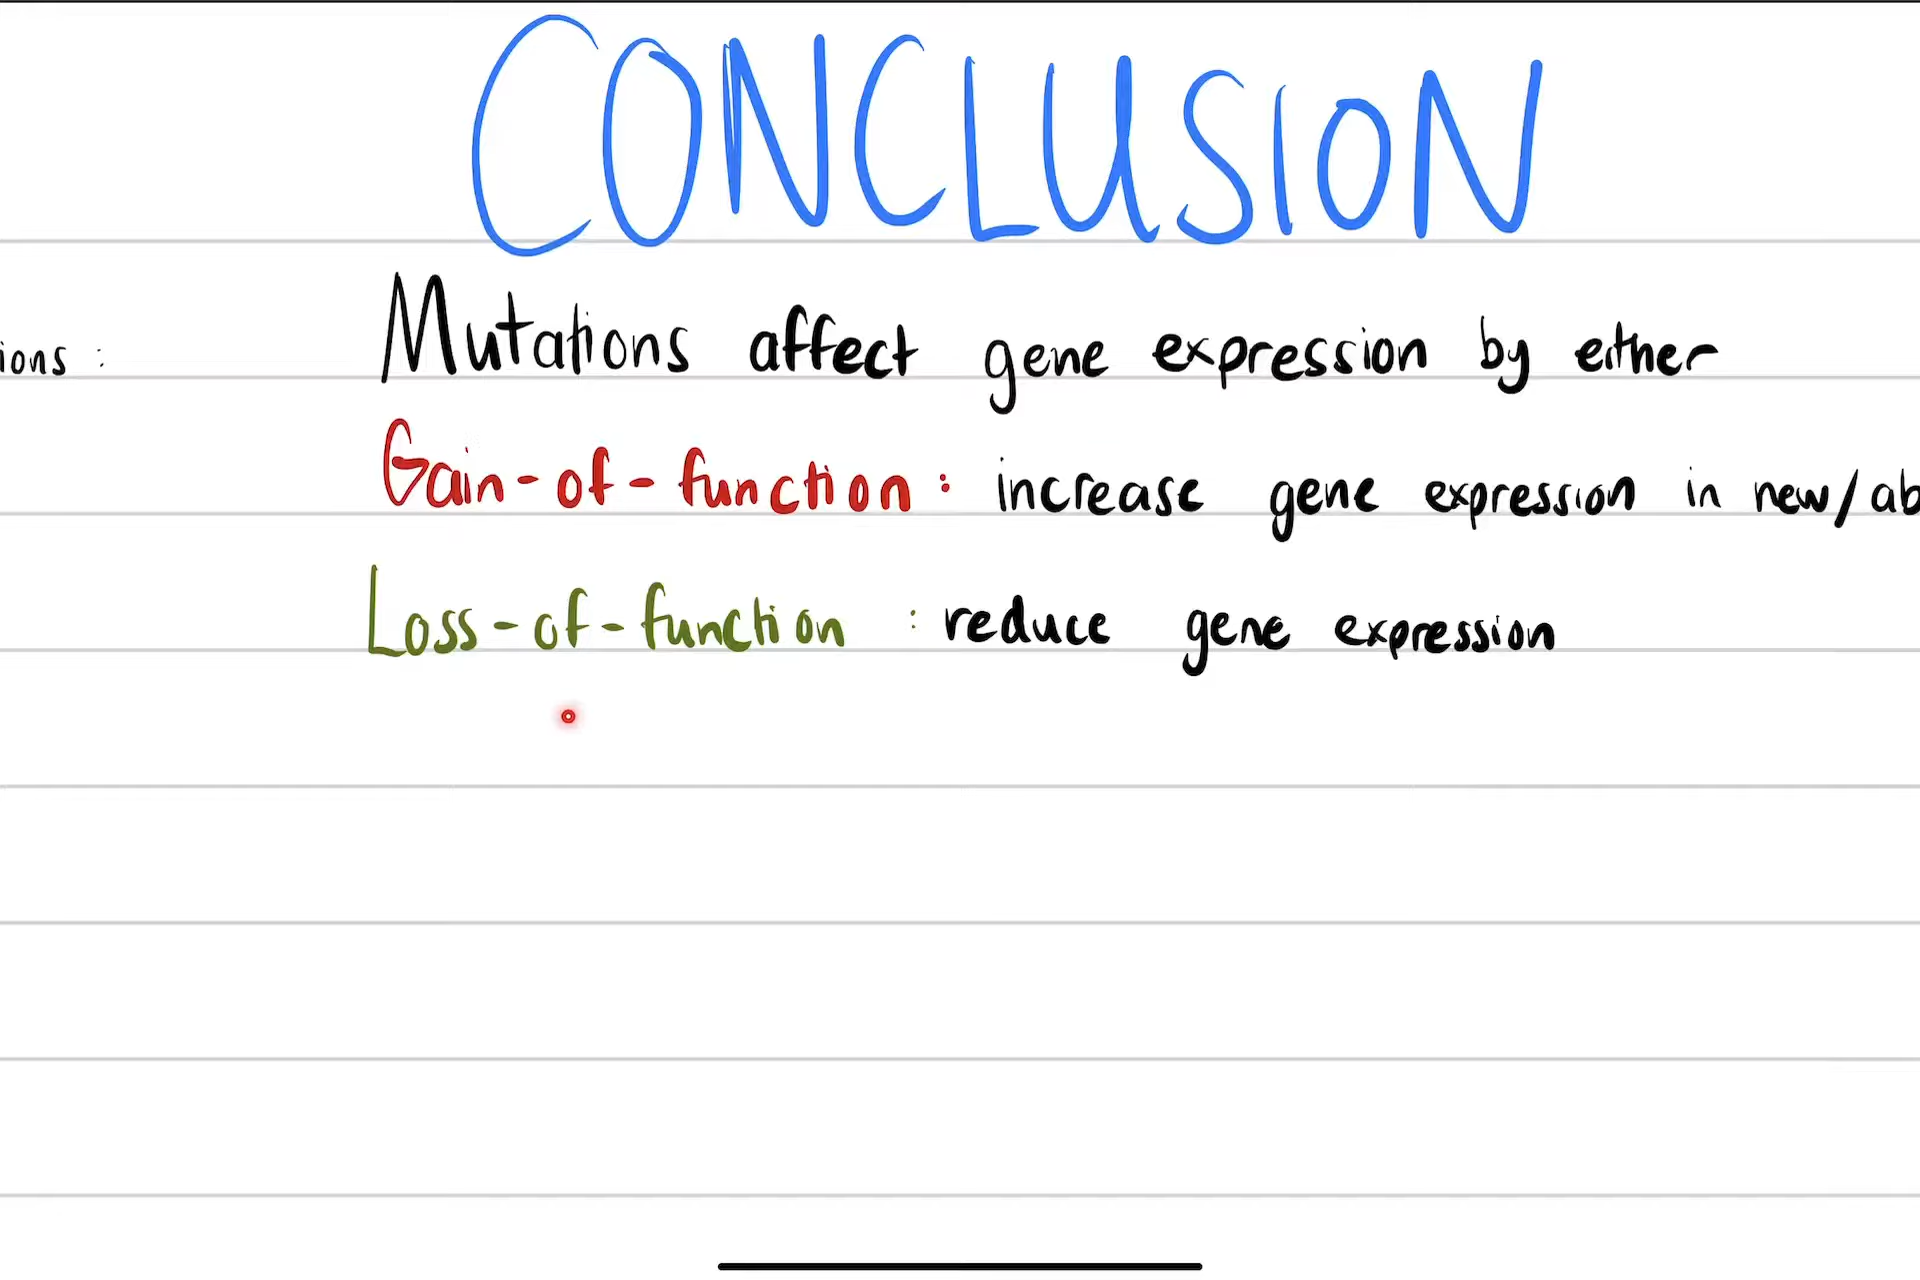 CONCLUSION
ions :
Mutations affect gene expression by either
Gain-of-function : increase gene expression in new/ab
Loss-of-function : reduce gene expression